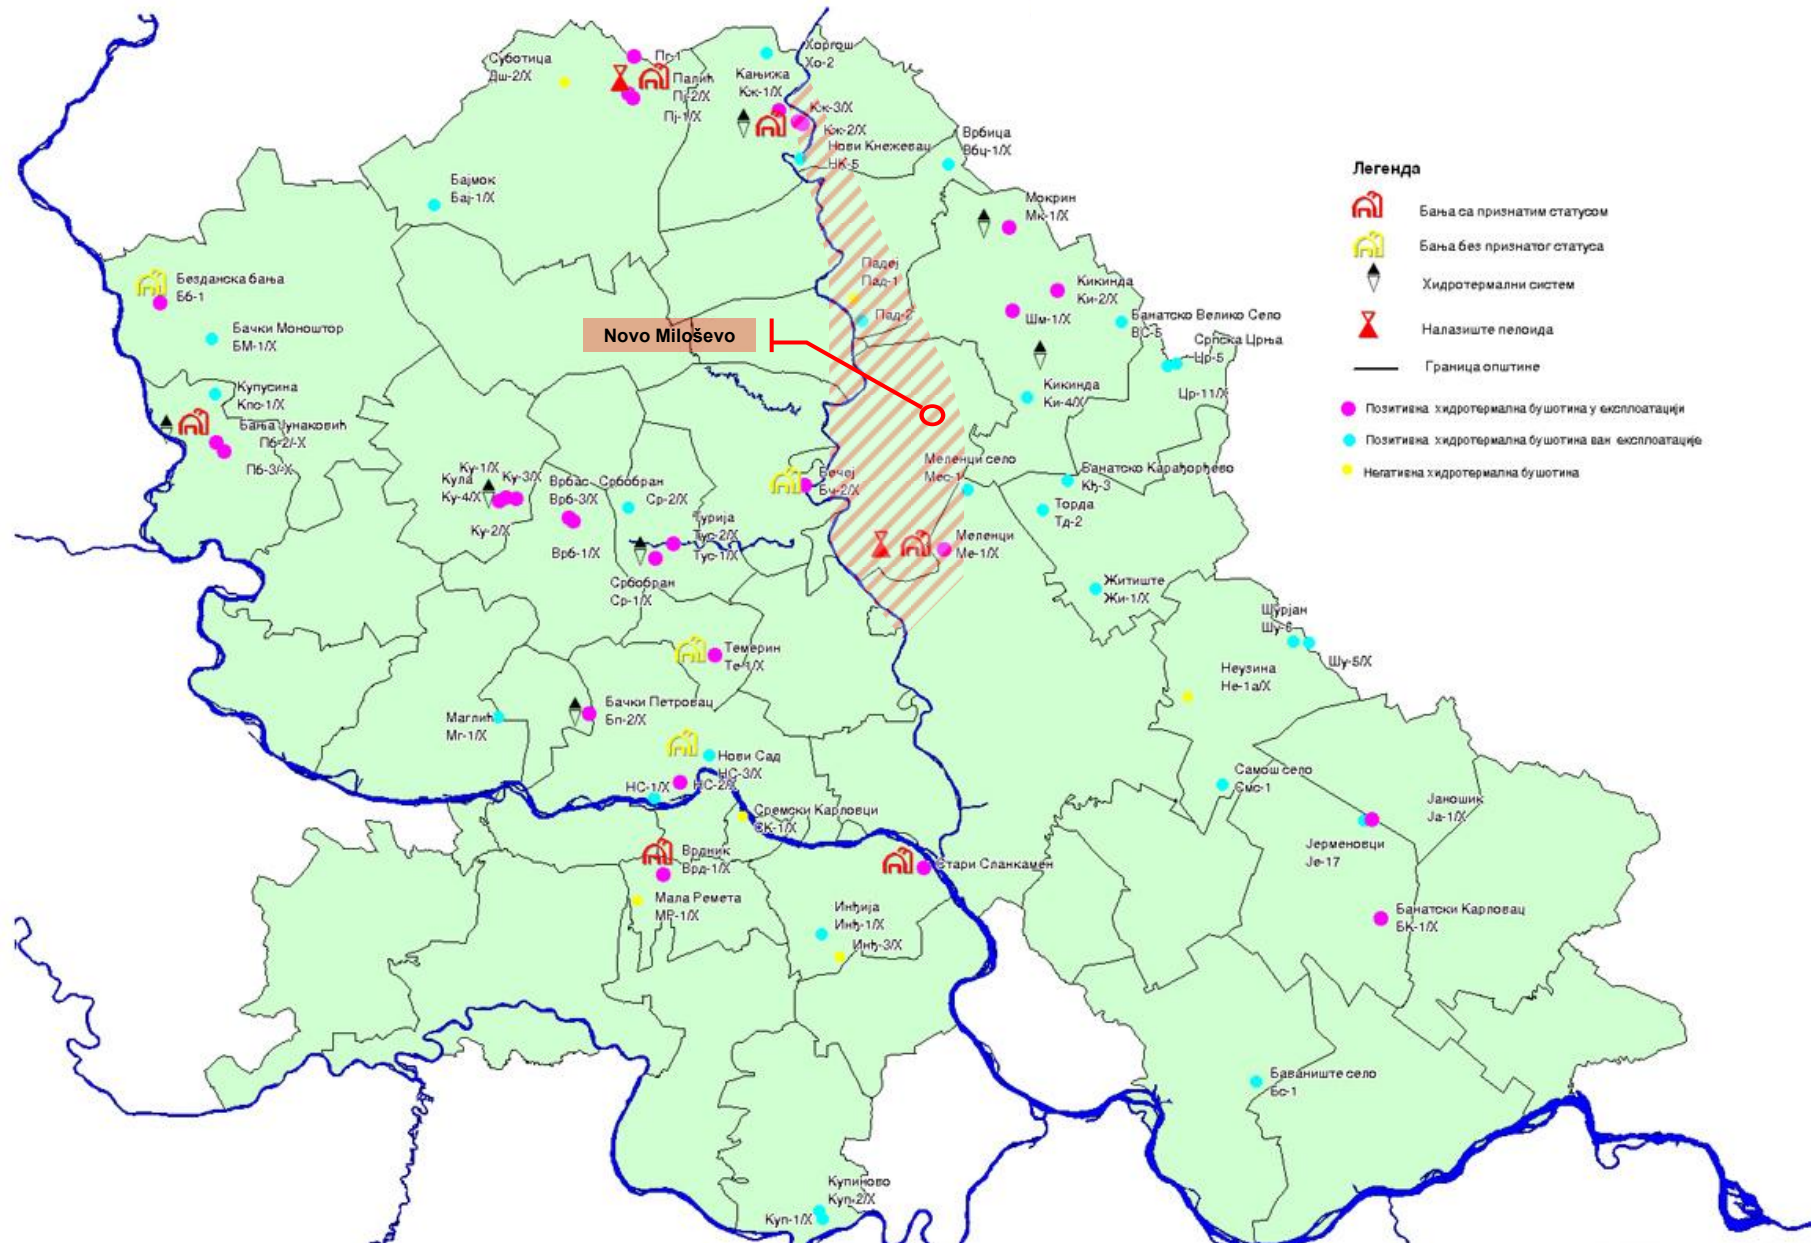 Суботица
Дш-2/X
Пг-1
Палић
Пј-2/X
Пј-1/X
Хоргош
Хо-2
Кањижа
Кж-1/X
Кж-3/X
Кж-2/X
Нови Кнежевац
НК-5
Врбица
Вбц-1/X
Бајмок
Бај-1/X
Мокрин
Мк-1/X
Безданска бања
Бб-1
Падеј
Пад-1
Пад-2
Кикинда
Ки-2/X
Шм-1/X
Бачки Моноштор
БМ-1/X
Novo Miloševo
Банатско Велико Село
ВС-5
Српска Црња
Цр-5
Цр-11/X
Купусина
Кпс-1/X
Кикинда
Ки-4/X
Бања Јунаковић
Пб-2/-X
Пб-3/-X
Ку-1/X
Кула
Ку-3/X
Ку-4/X
Ку-2/X
Врбас
Врб-3/X
Врб-1/X
Србобран
Ср-2/X
Бечеј
Бч-2/X
Меленци село
Мес-1
Банатско Карађорђево
Кђ-3
Торда
Тд-2
Турија
Тус-2/X
Тус-1/X
Србобран
Ср-1/X
Меленци
Ме-1/X
Житиште
Жи-1/X
Шурјан
Шу-6
Шу-5/X
Темерин
Те-1/X
Неузина
Не-1а/X
Маглић
Мг-1/X
Бачки Петровац
Бп-2/X
Нови Сад
НС-3/X
НС-2/X
НС-1/X
Самош село
Смс-1
Сремски Карловци
СК-1/X
Јаношик
Ја-1/X
Јерменовци
Је-17
Врдник
Врд-1/X
Стари Сланкамен
Мала Ремета
МР-1/X
Инђија
Инђ-1/X
Инђ-3/X
Банатски Карловац
БК-1/X
Баваниште село
Бс-1
Купиново
Куп-2/X
Куп-1/X
Легенда
Бања са признатим статусом
Бања без признатог статуса
Хидротермални систем
Налазиште пелоида
Граница општине
Позитивна хидротермална бушотина у експлоатацији
Позитивна хидротермална бушотина ван експлоатације
Негативна хидротермална бушотина